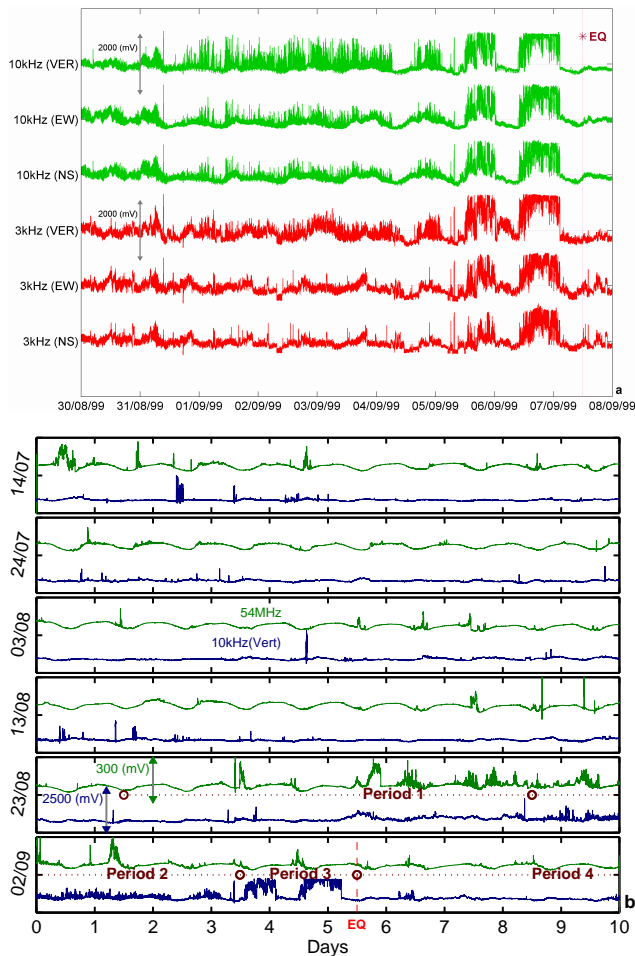 2000 (mV)
EQ
10kHz (VER)
10kHz (EW)
10kHz (NS)
2000 (mV)
3kHz (VER)
3kHz (EW)
3kHz (NS)
a
30/08/99 31/08/99 01/09/99 02/09/99 03/09/99 04/09/99 05/09/99 06/09/99 07/09/99 08/09/99
14/07
24/07
03/08
54MHz
10kHz(Vert)
13/08
23/08
300 (mV)
2500 (mV)
Period 1
02/09
Period 2 Period 3 Period 4
b
0 1 2 3 4 5 6 7 8 9 10
EQ
Days